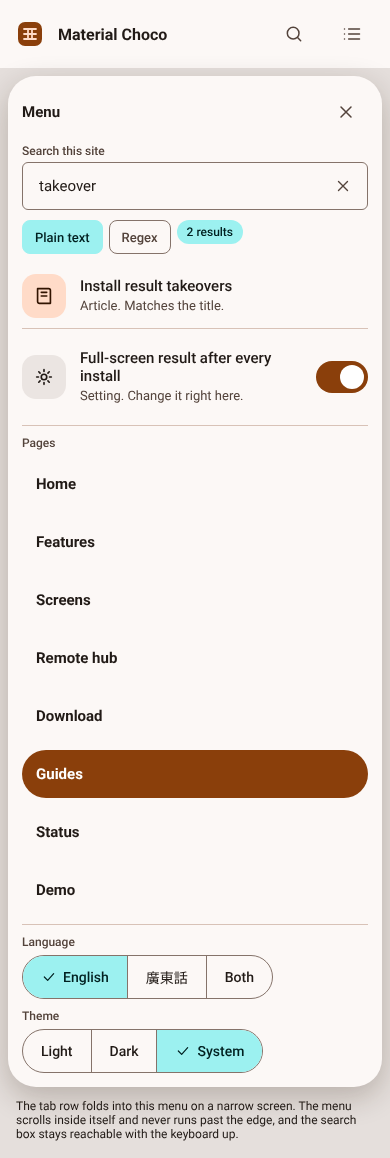 Material Choco
Menu
Search this site
takeover
Plain text
Regex
2 results
Install result takeovers
Article. Matches the title.
Full-screen result after every
install
Setting. Change it right here.
Pages
Home
Features
Screens
Remote hub
Download
Guides
Status
Demo
Language
English
廣東話
Both
Theme
Light
Dark
System
The tab row folds into this menu on a narrow screen. The menu
scrolls inside itself and never runs past the edge, and the search
box stays reachable with the keyboard up.